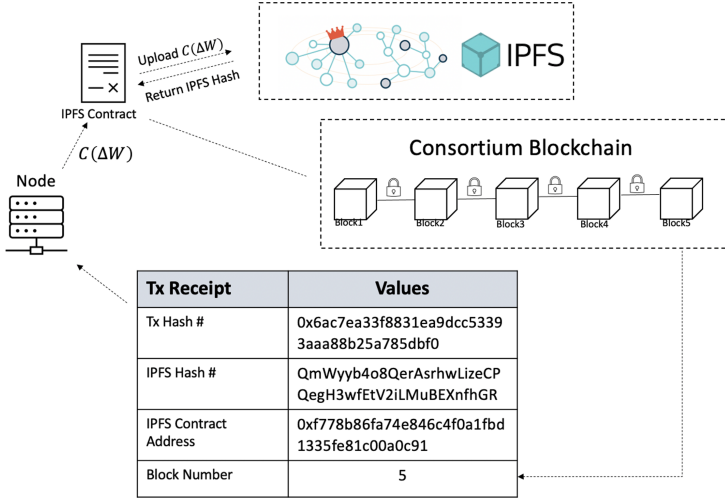 Upload C(ΔW)
Return IPFS Hash
IPFS
IPFS Contract
C(ΔW)
Node
Consortium Blockchain
Block1 Block2 Block3 Block4 Block5
Tx Receipt Values
Tx Hash # 0x6ac7ea33f8831ea9dcc5339
3aaa88b25a785dbf0
IPFS Hash # QmWyyb4o8QerAsrhwLizeCP
QegH3wfEtV2iLMuBEXnfhGR
IPFS Contract 0xf778b86fa74e846c4f0a1fbd
Address 1335fe81c00a0c91
Block Number 5